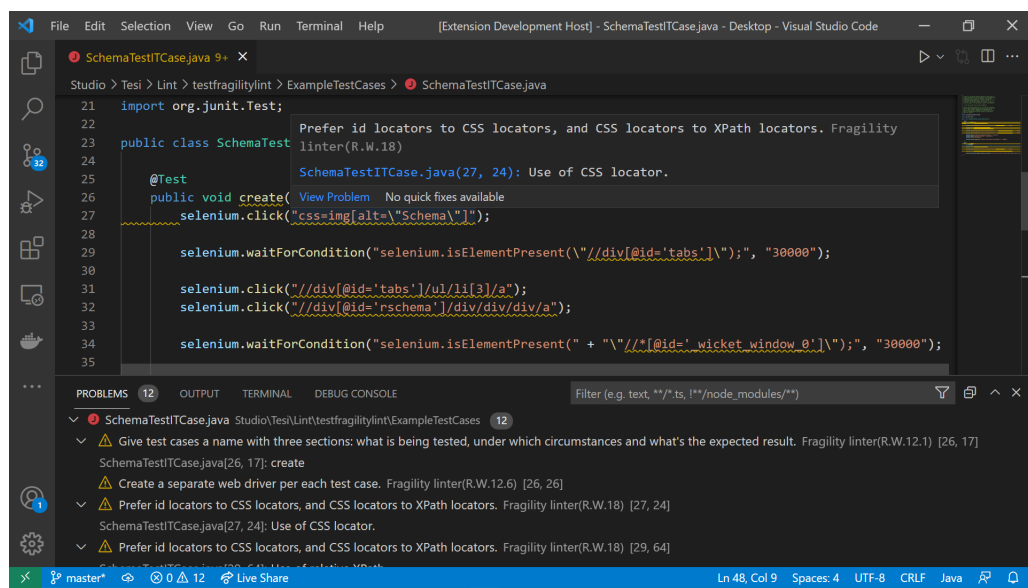 File Edit Selection View Go Run Terminal Help [Extension Development Host] - SchemaTestITCase.java - Desktop - Visual Studio Code
J SchemaTestITCase.java 9+
Studio > Tesi > Lint > testfragilitylint > ExampleTestCases > J SchemaTestITCase.java
21 import org.junit.Test;
22
Prefer id locators to CSS locators, and CSS locators to XPath locators. Fragility
23 public class SchemaTest
linter(R.W.18)
24
SchemaTestITCase.java(27, 24): Use of CSS locator.
25 @Test
26 public void create( View Problem No quick fixes available
27 selenium.click("css=img[alt=\"Schema\"]");
28
29 selenium.waitForCondition("selenium.isElementPresent(\"//div[@id='tabs']\");", "30000");
30
31 selenium.click("//div[@id='tabs']/ul/li[3]/a");
32 selenium.click("//div[@id='rschema']/div/div/div/a");
33
34 selenium.waitForCondition("selenium.isElementPresent(" + "\"//*[@id='_wicket_window_0']\");", "30000");
35
32
PROBLEMS 12 OUTPUT TERMINAL DEBUG CONSOLE Filter (e.g. text, **/*.ts, !**/node_modules/**)
J SchemaTestITCase.java Studio\Tesi\Lint\testfragilitylint\ExampleTestCases 12
Give test cases a name with three sections: what is being tested, under which circumstances and what's the expected result. Fragility linter(R.W.12.1) [26, 17]
SchemaTestITCase.java[26, 17]: create
Create a separate web driver per each test case. Fragility linter(R.W.12.6) [26, 26]
Prefer id locators to CSS locators, and CSS locators to XPath locators. Fragility linter(R.W.18) [27, 24]
SchemaTestITCase.java[27, 24]: Use of CSS locator.
Prefer id locators to CSS locators, and CSS locators to XPath locators. Fragility linter(R.W.18) [29, 64]
1
master* 0 12 Live Share Ln 48, Col 9 Spaces: 4 UTF-8 CRLF Java